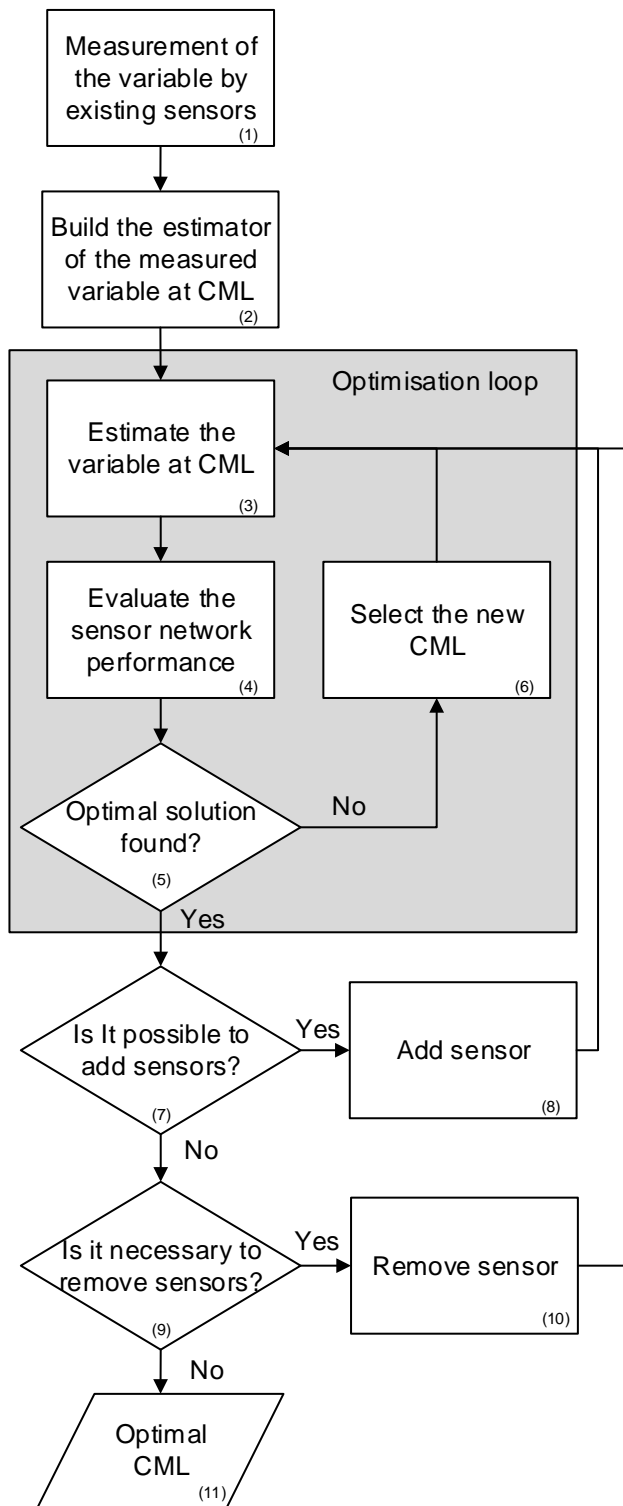 Measurement of
the variable by
existing sensors
(1)
Build the estimator
of the measured
variable at CML
(2)
Optimisation loop
Estimate the
variable at CML
(3)
Evaluate the
sensor network
performance
(4)
Select the new
CML
(6)
Optimal solution
found?
(5)
No
Yes
Is It possible to
add sensors?
(7)
Yes
Add sensor
(8)
No
Is it necessary to
remove sensors?
(9)
Yes
Remove sensor
(10)
No
Optimal
CML
(11)